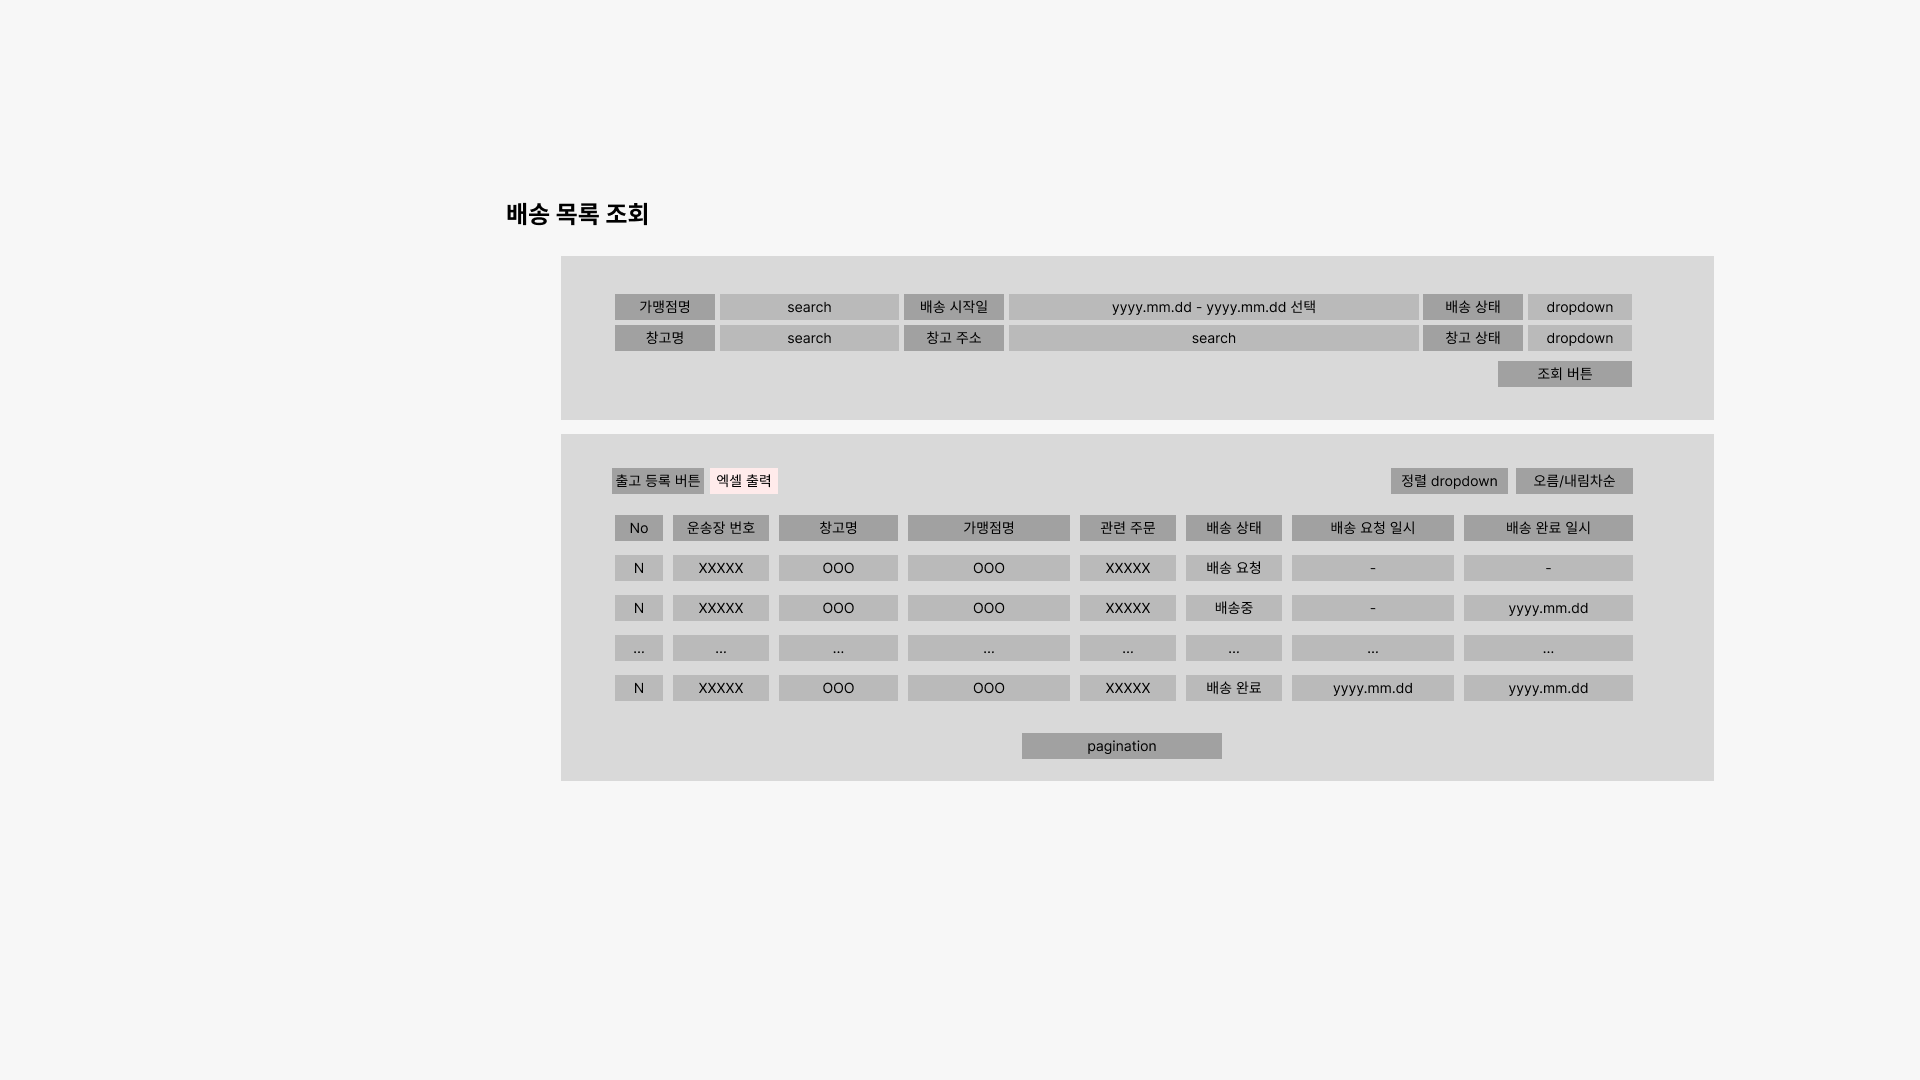 배송 목록 조회
가맹점명 search 배송 시작일 yyyy.mm.dd - yyyy.mm.dd 선택 배송 상태 dropdown
창고명 search 창고 주소 search 창고 상태 dropdown
조회 버튼
출고 등록 버튼 엑셀 출력 정렬 dropdown 오름/내림차순
No 운송장 번호 창고명 가맹점명 관련 주문 배송 상태 배송 요청 일시 배송 완료 일시
N XXXXX OOO OOO XXXXX 배송 요청 - -
N XXXXX OOO OOO XXXXX 배송중 - yyyy.mm.dd
... ... ... ... ... ... ... ...
N XXXXX OOO OOO XXXXX 배송 완료 yyyy.mm.dd yyyy.mm.dd
pagination